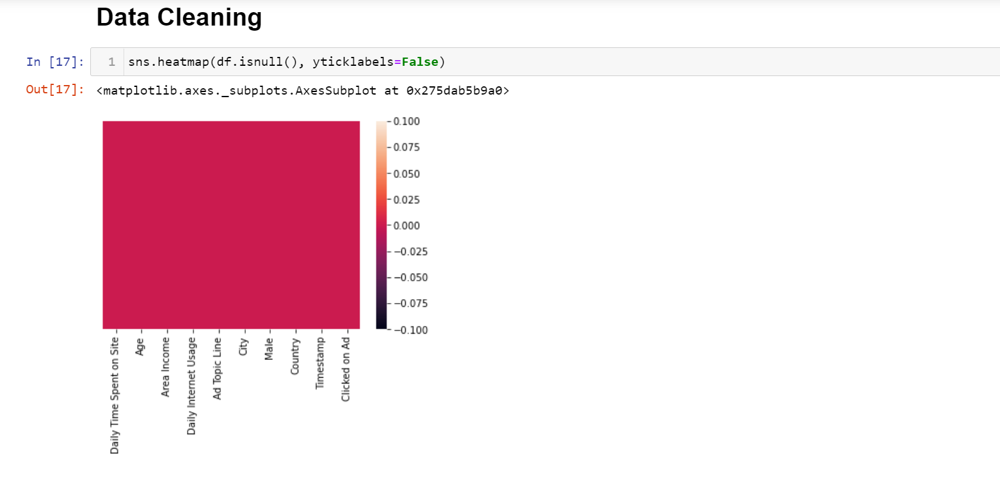 Data Cleaning
In [17]:
1 sns.heatmap(df.isnull(), yticklabels=False)
Out[17]: <matplotlib.axes._subplots.AxesSubplot at 0x275dab5b9a0>
0.100
0.075
0.050
0.025
0.000
−0.025
−0.050
−0.075
−0.100
Daily Time Spent on Site
Age
Area Income
Daily Internet Usage
Ad Topic Line
City
Male
Country
Timestamp
Clicked on Ad